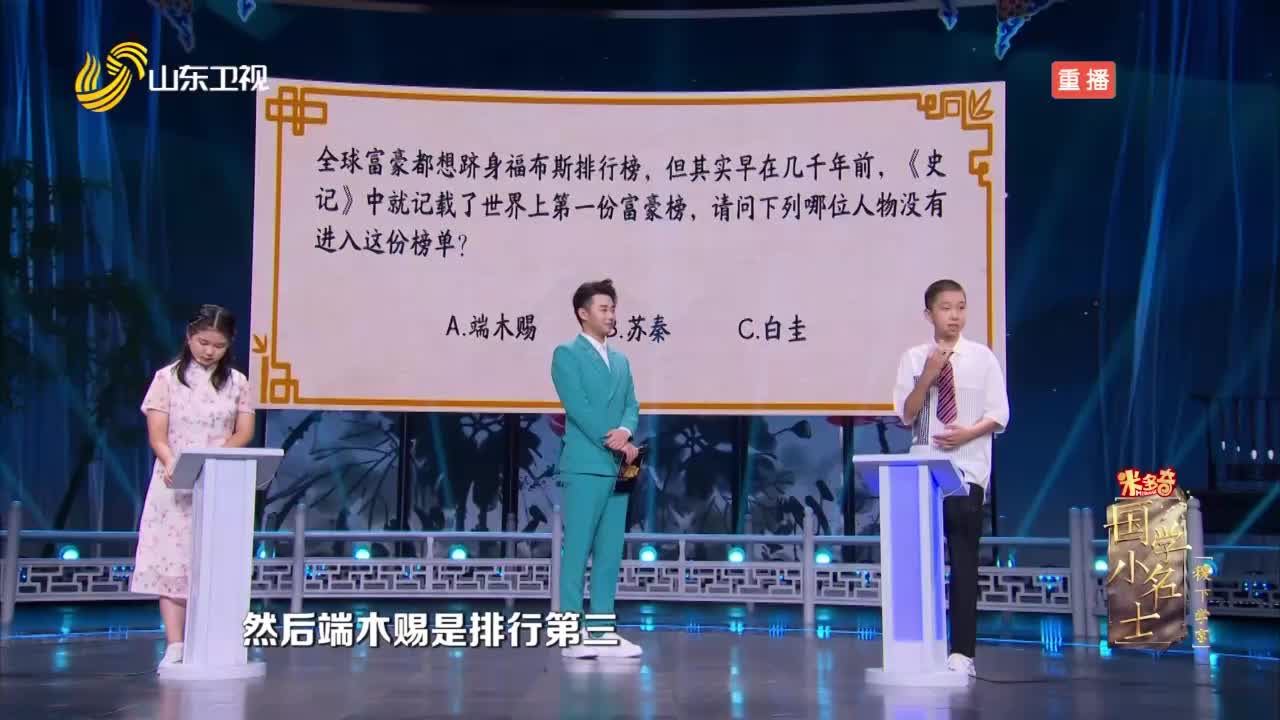 山东卫视
重播
全球富豪都想跻身福布斯排行榜，但其实早在几千年前，《史
记》中就记载了世界上第一份富豪榜，请问下列哪位人物没有
进入这份榜单？
A.端木赐
B.苏秦
C.白圭
米多奇
国学小名士
稷下学宫
然后端木赐是排行第三